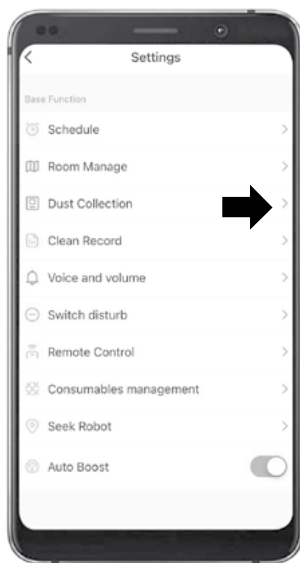 Settings
Base Function
Schedule
Room Manage
Dust Collection
Clean Record
Voice and volume
Switch disturb
Remote Control
Consumables management
Seek Robot
Auto Boost